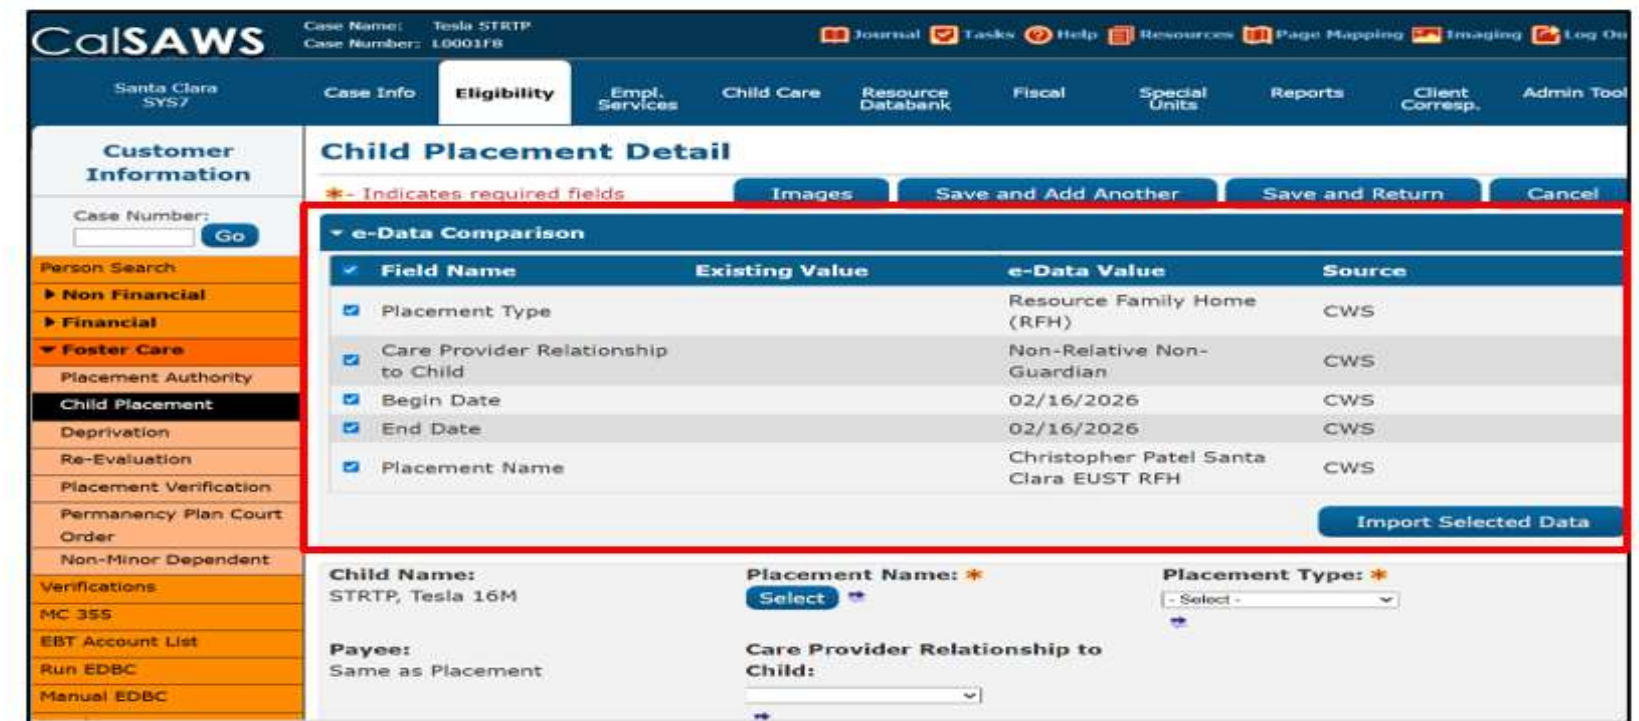 CalSAWS
Case Name: Tesla STRTP
Case Number: L0001F8
Journal Tasks Help Resources Page Mapping Imaging Log Ou
Santa Clara
SYS7
Case Info
Eligibility
Empl.
Services
Child Care
Resource
Databank
Fiscal
Special
Units
Reports
Client
Corresp.
Admin Tool
Customer
Information
Case Number:
Go
Person Search
Non Financial
Financial
Foster Care
Placement Authority
Child Placement
Deprivation
Re-Evaluation
Placement Verification
Permanency Plan Court
Order
Non-Minor Dependent
Verifications
MC 355
EBT Account List
Run EDBC
Manual EDBC
Child Placement Detail
*- Indicates required fields
Images Save and Add Another Save and Return Cancel
e-Data Comparison
Field Name Existing Value e-Data Value Source
Placement Type Resource Family Home CWS
(RFH)
Care Provider Relationship Non-Relative Non- CWS
to Child Guardian
Begin Date 02/16/2026 CWS
End Date 02/16/2026 CWS
Placement Name Christopher Patel Santa CWS
Clara EUST RFH
Import Selected Data
Child Name: Placement Name: * Placement Type: *
STRTP, Tesla 16M Select - Select -
Payee: Care Provider Relationship to
Same as Placement Child: